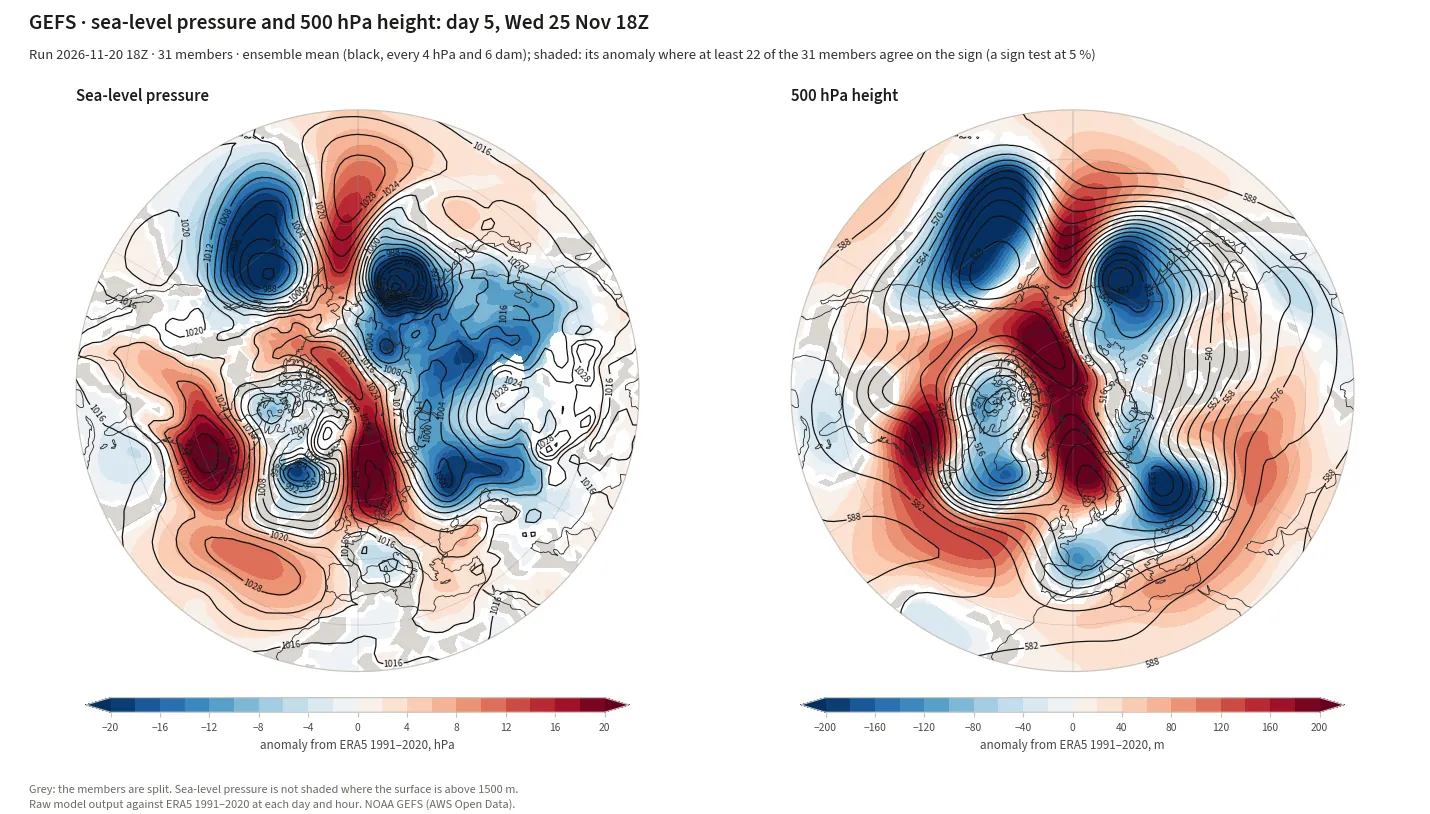 GEFS · sea-level pressure and 500 hPa height: day 5, Wed 25 Nov 18Z
Run 2026-11-20 18Z · 31 members · ensemble mean (black, every 4 hPa and 6 dam); shaded: its anomaly where at least 22 of the 31 members agree on the sign (a sign test at 5 %)
Sea-level pressure
500 hPa height
−20 −16 −12 −8 −4 0 4 8 12 16 20
anomaly from ERA5 1991–2020, hPa
−200 −160 −120 −80 −40 0 40 80 120 160 200
anomaly from ERA5 1991–2020, m
Grey: the members are split. Sea-level pressure is not shaded where the surface is above 1500 m.
Raw model output against ERA5 1991–2020 at each day and hour. NOAA GEFS (AWS Open Data).